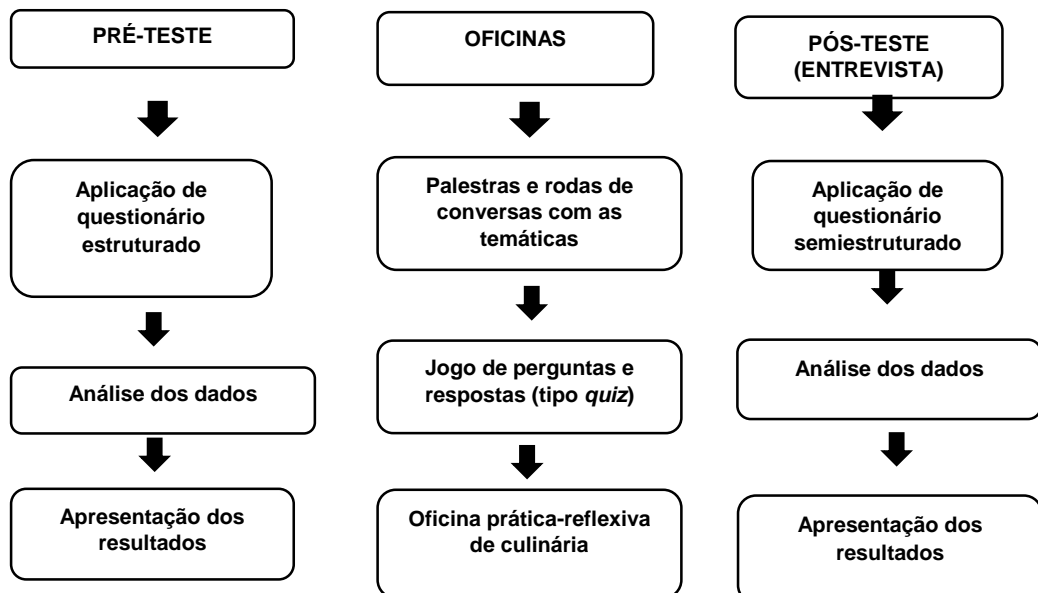 PRÉ-TESTE
Aplicação de
questionário
estruturado
Análise dos dados
Apresentação dos
resultados
OFICINAS
Palestras e rodas de
conversas com as
temáticas
Jogo de perguntas e
respostas (tipo quiz)
Oficina prática-reflexiva
de culinária
PÓS-TESTE
(ENTREVISTA)
Aplicação de
questionário
semiestruturado
Análise dos dados
Apresentação dos
resultados